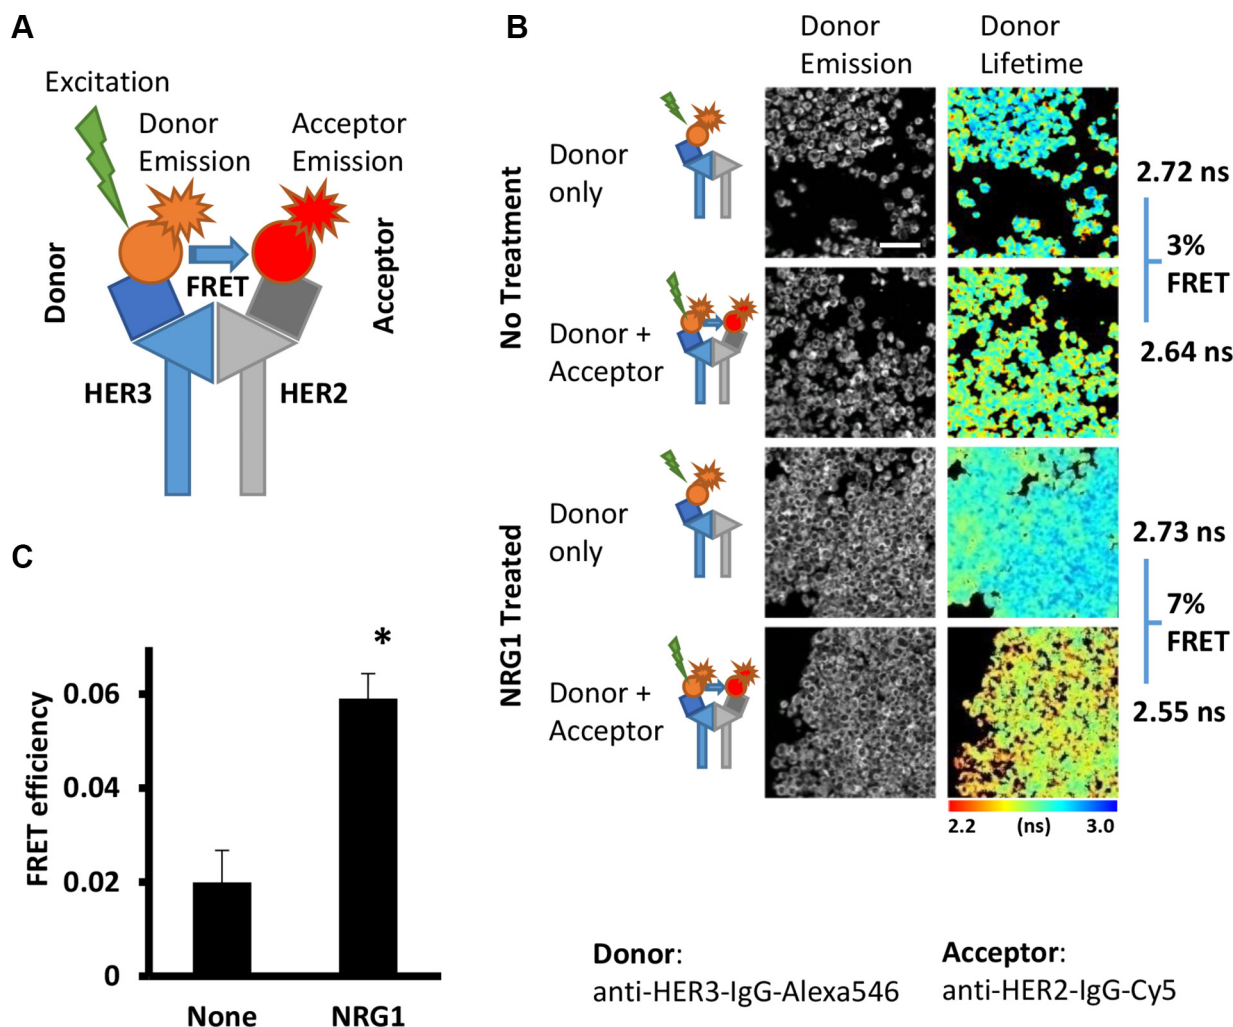 A
Excitation
Donor
Emission
Acceptor
Emission
Donor
FRET
Acceptor
HER3
HER2
B
Donor
Emission
Donor
Lifetime
No Treatment
Donor
only
2.72 ns
3%
FRET
Donor +
Acceptor
2.64 ns
NRG1 Treated
Donor
only
2.73 ns
7%
FRET
Donor +
Acceptor
2.55 ns
2.2 (ns) 3.0
C
*
FRET efficiency
0.06
0.04
0.02
0
None NRG1
Donor:
anti-HER3-IgG-Alexa546
Acceptor:
anti-HER2-IgG-Cy5